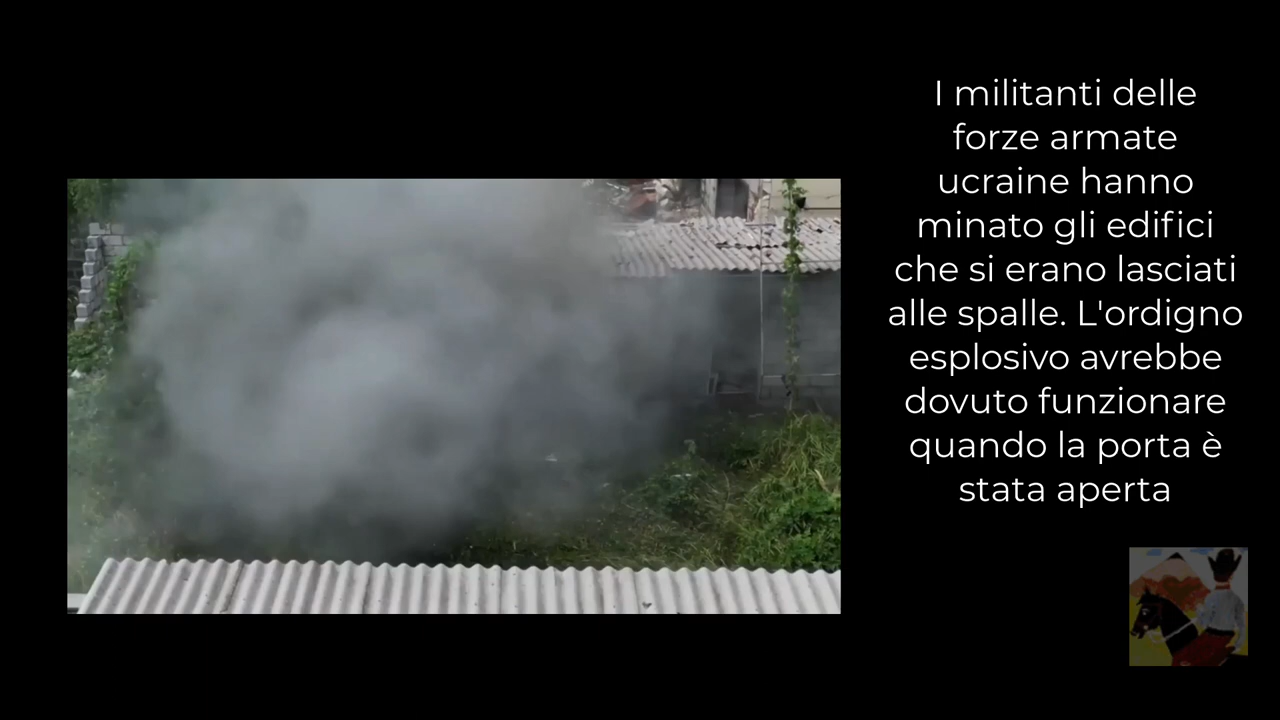 I militanti delle
forze armate
ucraine hanno
minato gli edifici
che si erano lasciati
alle spalle. L'ordigno
esplosivo avrebbe
dovuto funzionare
quando la porta è
stata aperta